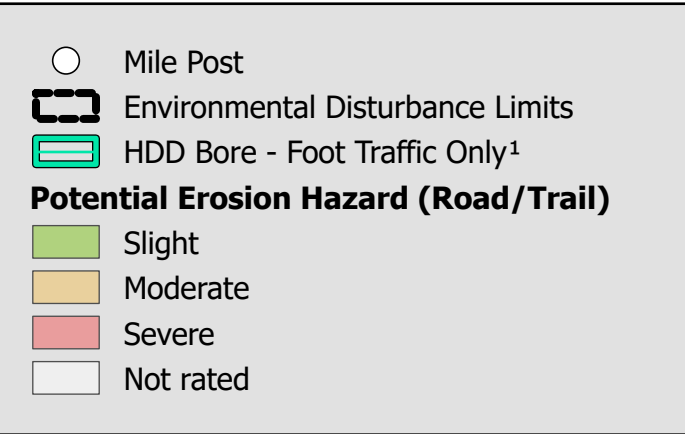 Mile Post
Environmental Disturbance Limits
HDD Bore - Foot Traffic Only¹
Potential Erosion Hazard (Road/Trail)
Slight
Moderate
Severe
Not rated